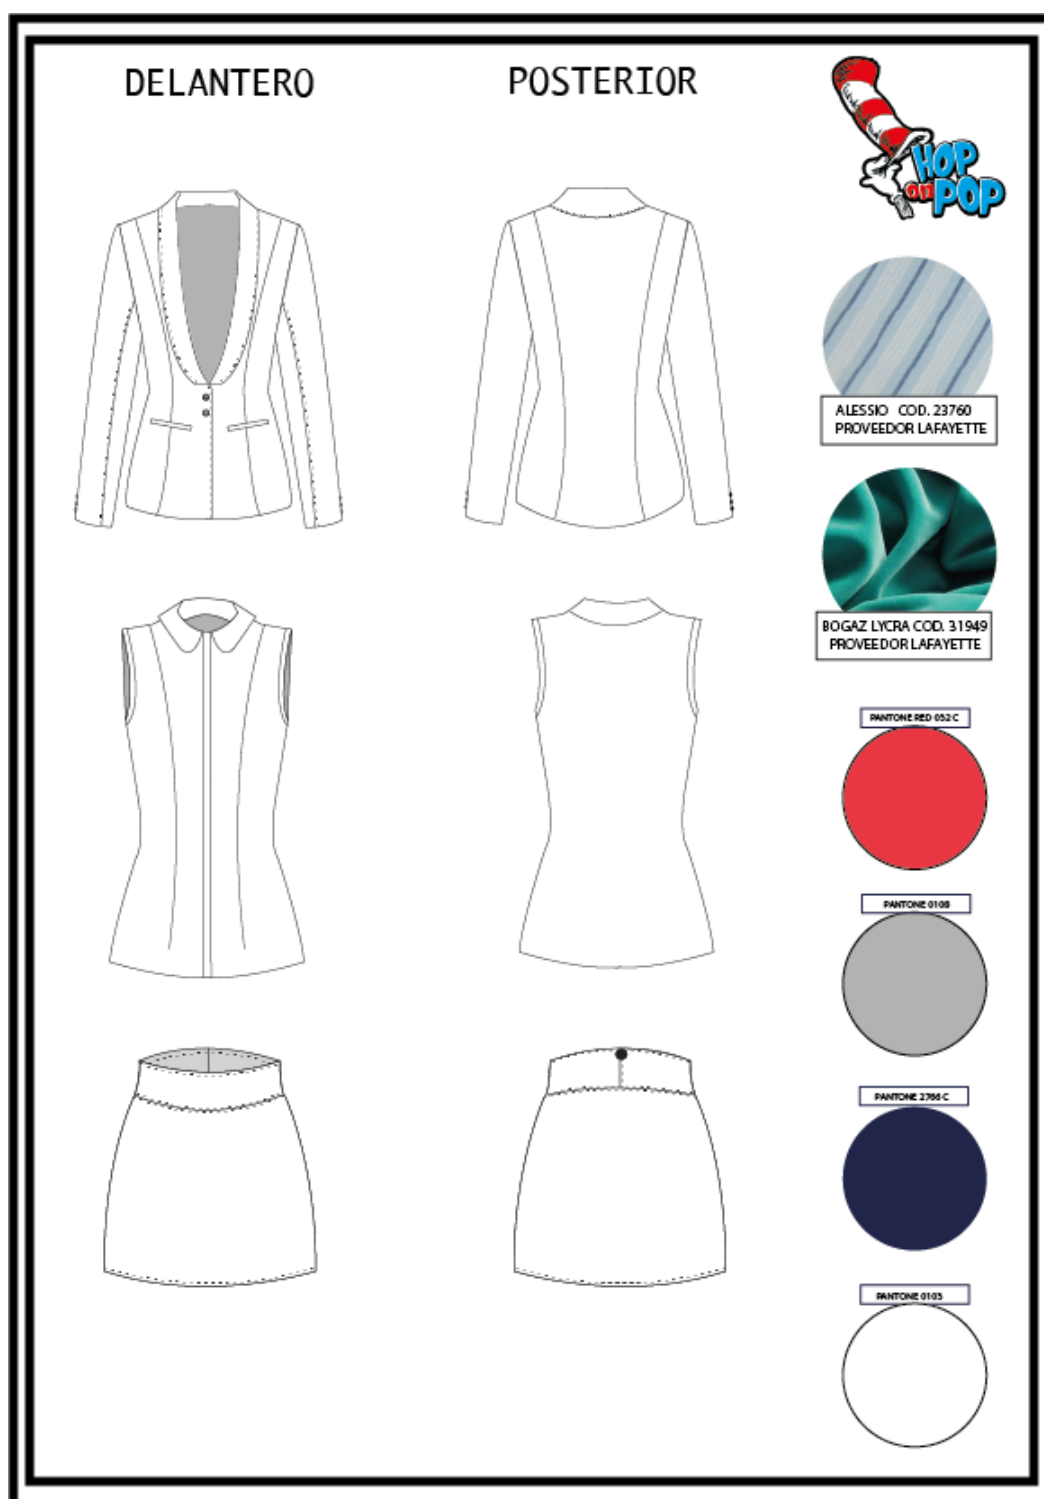 DELANTERO
POSTERIOR
HOP
on POP
ALESSIO COD. 23760
PROVEEDOR LAFAYETTE
BOGAZ LYCRA COD. 31949
PROVEEDOR LAFAYETTE
PANTONE RED 032 C
PANTONE 0108
PANTONE 2766 C
PANTONE 0103